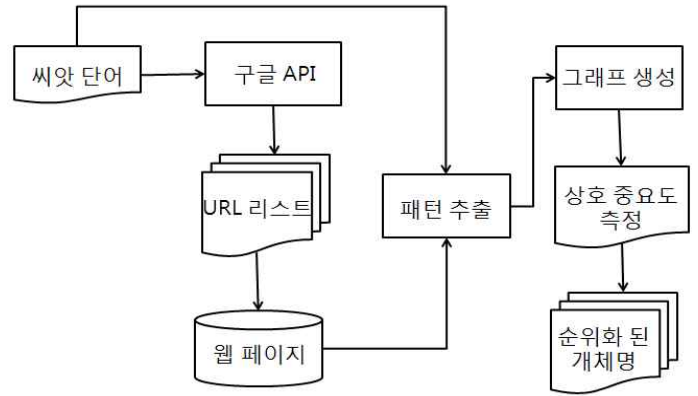 씨앗 단어
구글 API
그래프 생성
URL 리스트
패턴 추출
상호 중요도
측정
웹 페이지
순위화 된
개체명